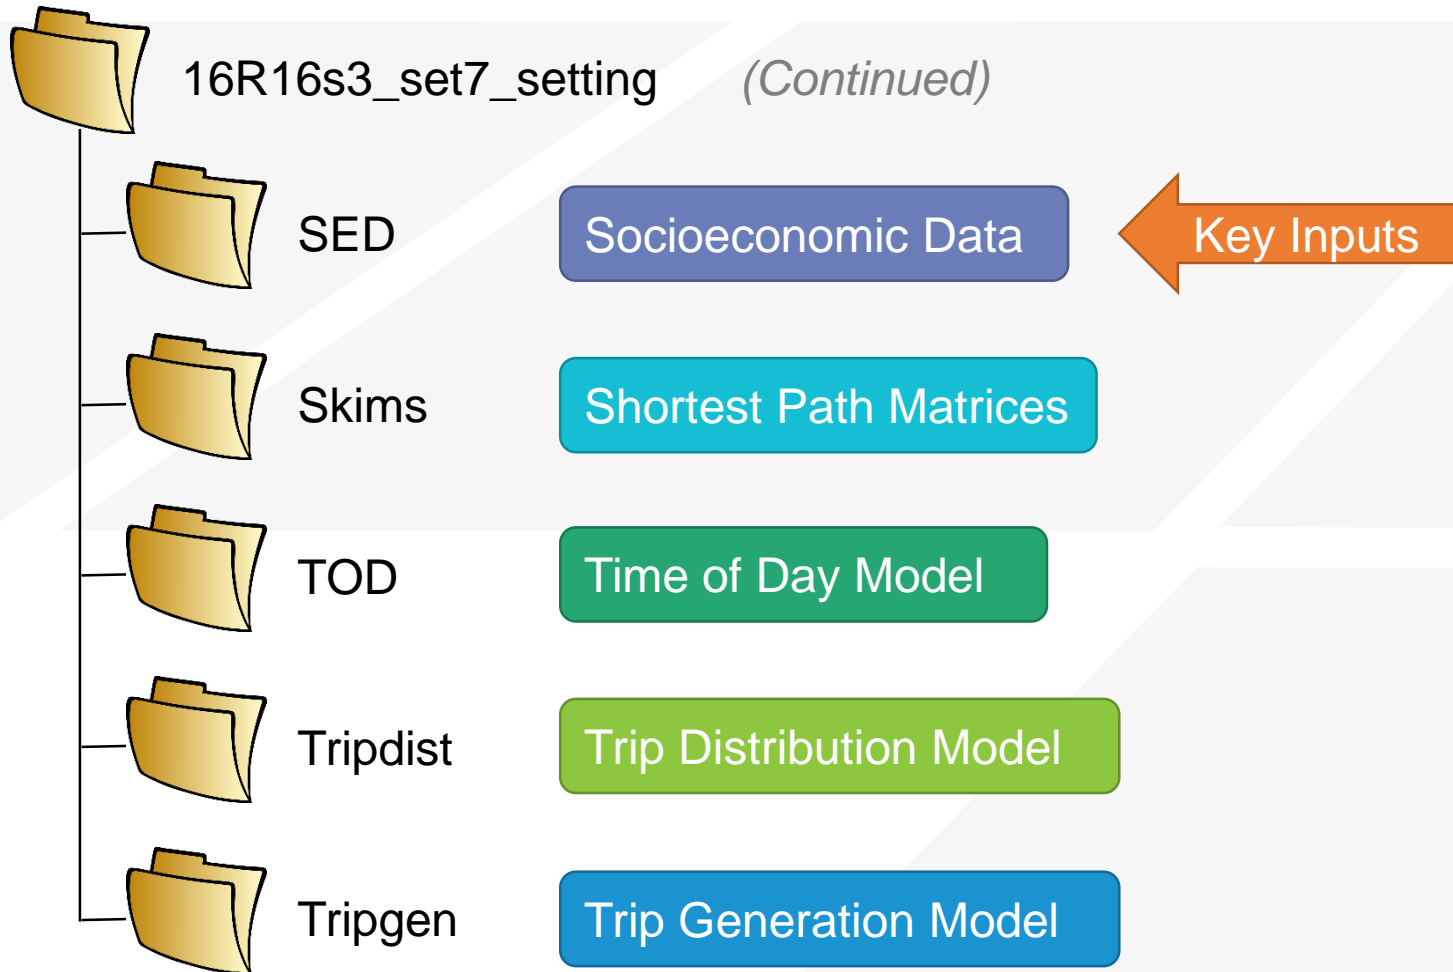 16R16s3_set7_setting (Continued)
SED Socioeconomic Data Key Inputs
Skims Shortest Path Matrices
TOD Time of Day Model
Tripdist Trip Distribution Model
Tripgen Trip Generation Model